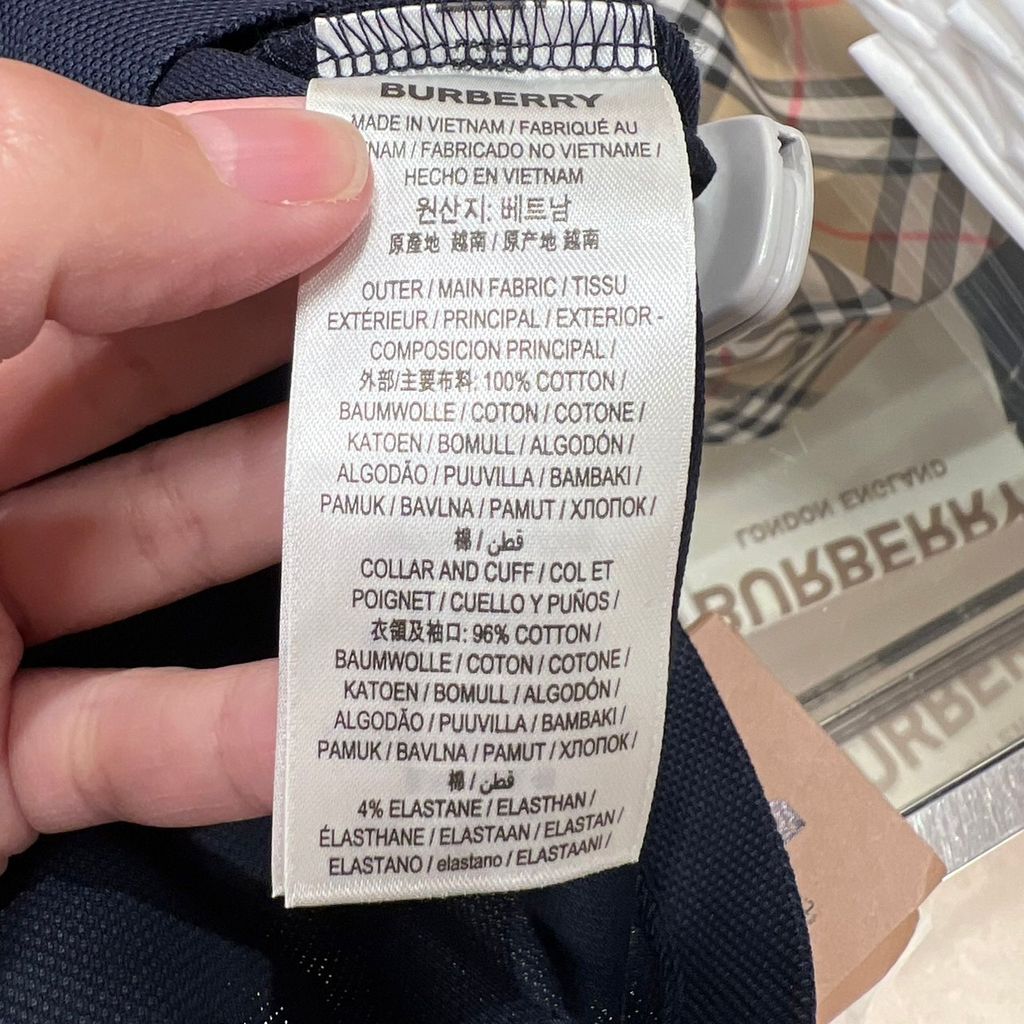 BURBERRY
MADE IN VIETNAM / FABRIQUÉ AU
NAM / FABRICADO NO VIETNAME /
HECHO EN VIETNAM
원산지: 베트남
原產地 越南 / 原产地 越南
OUTER / MAIN FABRIC / TISSU
EXTÉRIEUR / PRINCIPAL / EXTERIOR -
COMPOSICION PRINCIPAL /
外部/主要布料: 100% COTTON /
BAUMWOLLE / COTON / COTONE /
KATOEN / BOMULL / ALGODÓN /
ALGODÃO / PUUVILLA / BAMBAKI /
PAMUK / BAVLNA / PAMUT / ХЛОПОК /
棉 / قطن
COLLAR AND CUFF / COL ET
POIGNET / CUELLO Y PUÑOS /
衣領及袖口: 96% COTTON /
BAUMWOLLE / COTON / COTONE /
KATOEN / BOMULL / ALGODÓN /
ALGODÃO / PUUVILLA / BAMBAKI /
PAMUK / BAVLNA / PAMUT / ХЛОПОК /
棉 / قطن
4% ELASTANE / ELASTHAN /
ÉLASTHANE / ELASTAAN / ELASTAN /
ELASTANO / elastano / ELASTAANI /
LONDON ENGLAND
BURBERRY
URBER